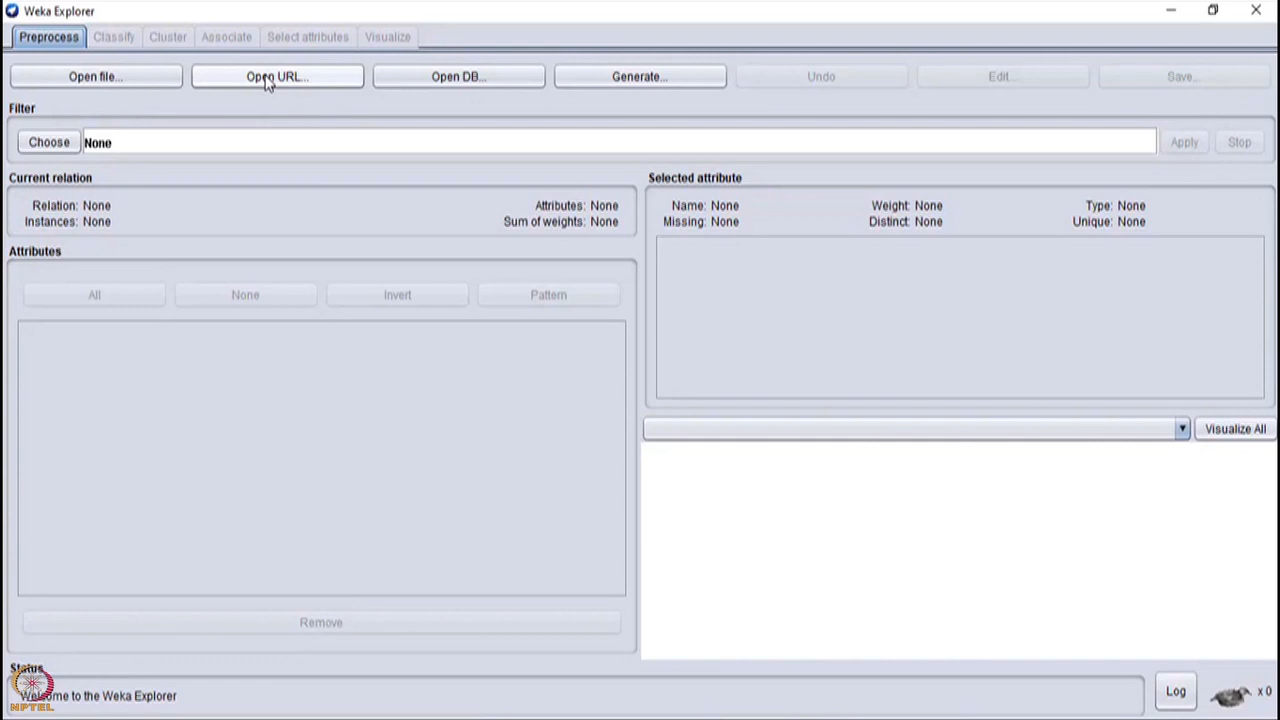 Weka Explorer
Preprocess Classify Cluster Associate Select attributes Visualize
Open file... Open URL... Open DB... Generate... Undo Edit... Save...
Filter
Choose None Apply Stop
Current relation
Relation: None Attributes: None
Instances: None Sum of weights: None
Selected attribute
Name: None Weight: None Type: None
Missing: None Distinct: None Unique: None
Attributes
All None Invert Pattern
Visualize All
Remove
Status
Welcome to the Weka Explorer
Log x 0
NPTEL